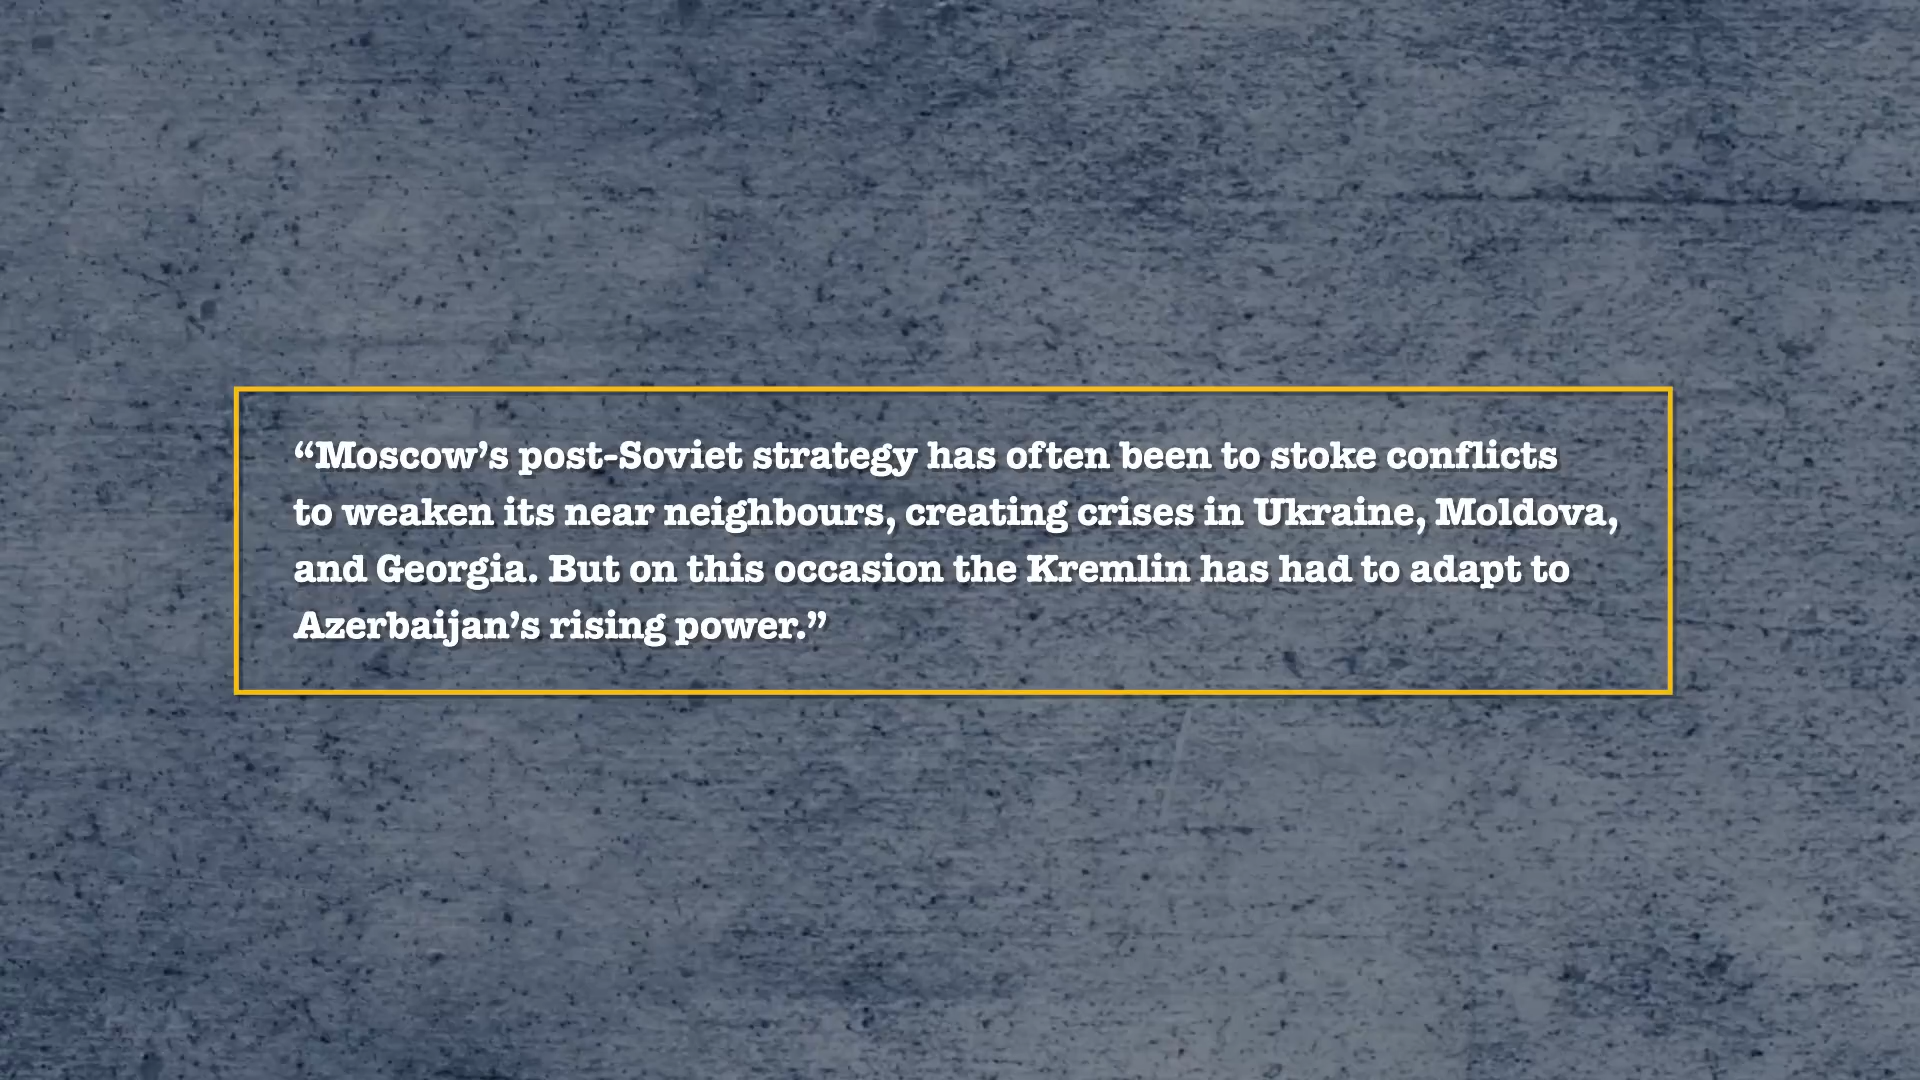 “Moscow’s post-Soviet strategy has often been to stoke conflicts
to weaken its near neighbours, creating crises in Ukraine, Moldova,
and Georgia. But on this occasion the Kremlin has had to adapt to
Azerbaijan’s rising power.”